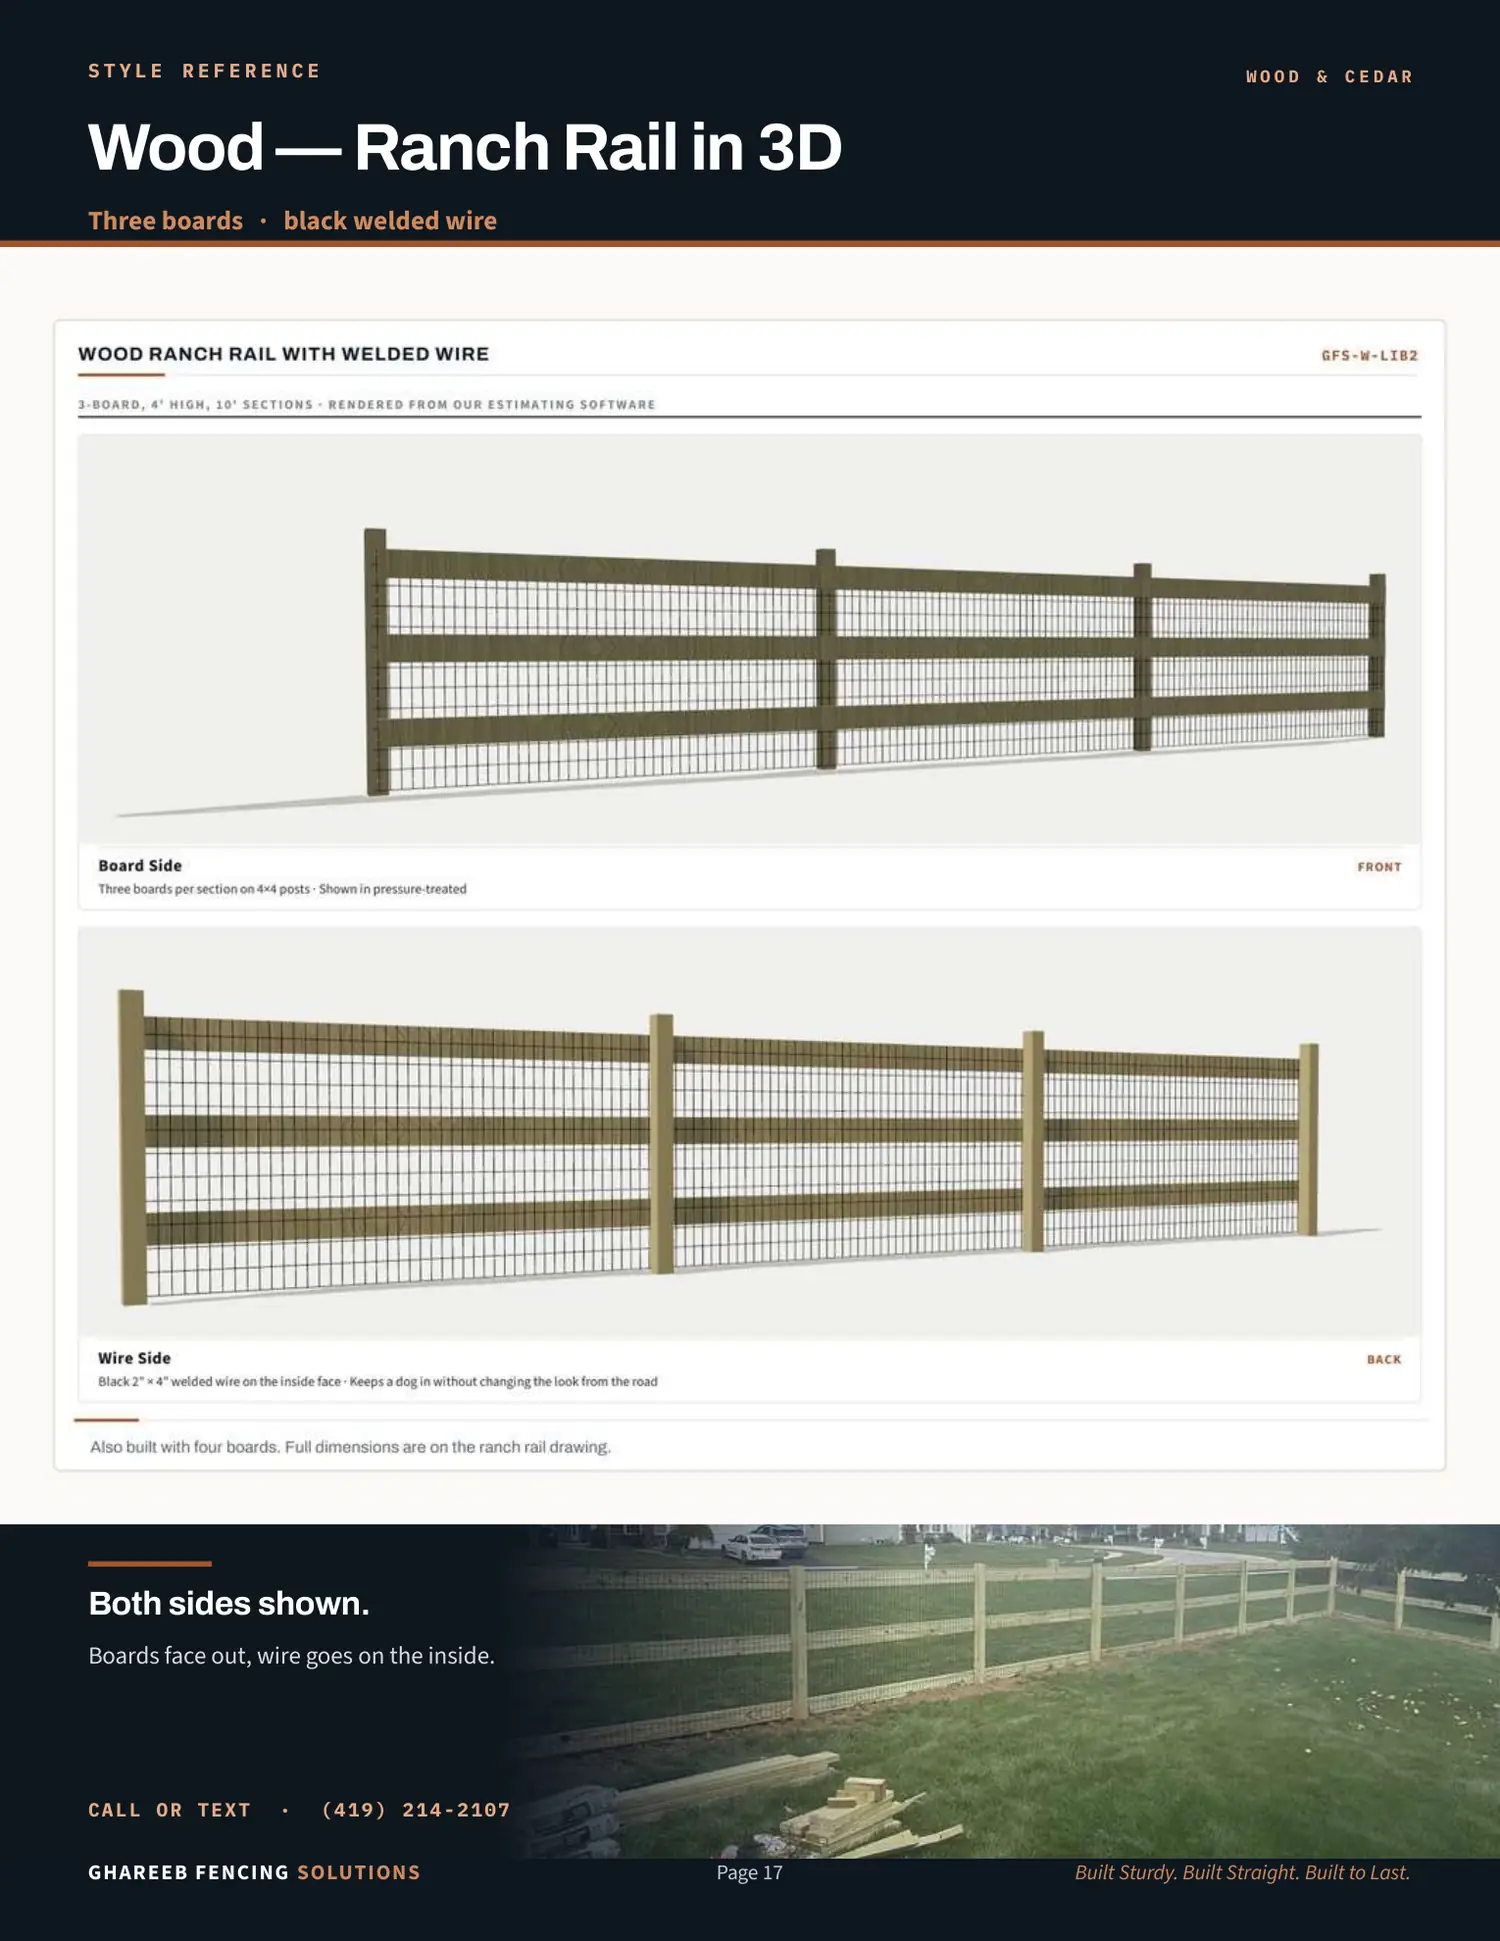 STYLE REFERENCE
WOOD & CEDAR
Wood — Ranch Rail in 3D
Three boards · black welded wire
WOOD RANCH RAIL WITH WELDED WIRE
GFS-W-LIB2
3-BOARD, 4' HIGH, 10' SECTIONS · RENDERED FROM OUR ESTIMATING SOFTWARE
Board Side
FRONT
Three boards per section on 4×4 posts · Shown in pressure-treated
Wire Side
BACK
Black 2" × 4" welded wire on the inside face · Keeps a dog in without changing the look from the road
Also built with four boards. Full dimensions are on the ranch rail drawing.
Both sides shown.
Boards face out, wire goes on the inside.
CALL OR TEXT · (419) 214-2107
GHAREEB FENCING SOLUTIONS
Page 17
Built Sturdy. Built Straight. Built to Last.